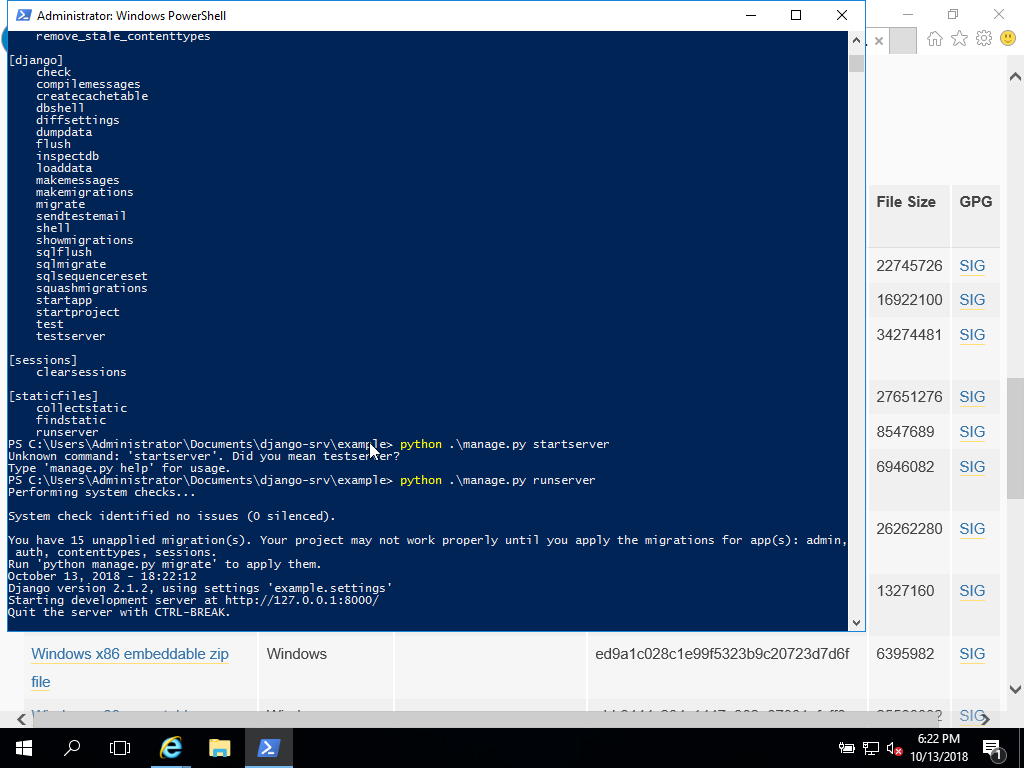 Administrator: Windows PowerShell
remove_stale_contenttypes
[django]
check
compilemessages
createcachetable
dbshell
diffsettings
dumpdata
flush
inspectdb
loaddata
makemessages
makemigrations
migrate
sendtestemail
shell
showmigrations
sqlflush
sqlmigrate
sqlsequencereset
squashmigrations
startapp
startproject
test
testserver
[sessions]
clearsessions
[staticfiles]
collectstatic
findstatic
runserver
PS C:\Users\Administrator\Documents\django-srv\example> python .\manage.py startserver
Unknown command: 'startserver'. Did you mean testserver?
Type 'manage.py help' for usage.
PS C:\Users\Administrator\Documents\django-srv\example> python .\manage.py runserver
Performing system checks...
System check identified no issues (0 silenced).
You have 15 unapplied migration(s). Your project may not work properly until you apply the migrations for app(s): admin,
auth, contenttypes, sessions.
Run 'python manage.py migrate' to apply them.
October 13, 2018 - 18:22:12
Django version 2.1.2, using settings 'example.settings'
Starting development server at http://127.0.0.1:8000/
Quit the server with CTRL-BREAK.
File Size GPG
22745726 SIG
16922100 SIG
34274481 SIG
27651276 SIG
8547689 SIG
6946082 SIG
26262280 SIG
1327160 SIG
Windows x86 embeddable zip Windows ed9a1c028c1e99f5323b9c20723d7d6f 6395982 SIG
file
SIG
6:22 PM
10/13/2018
1